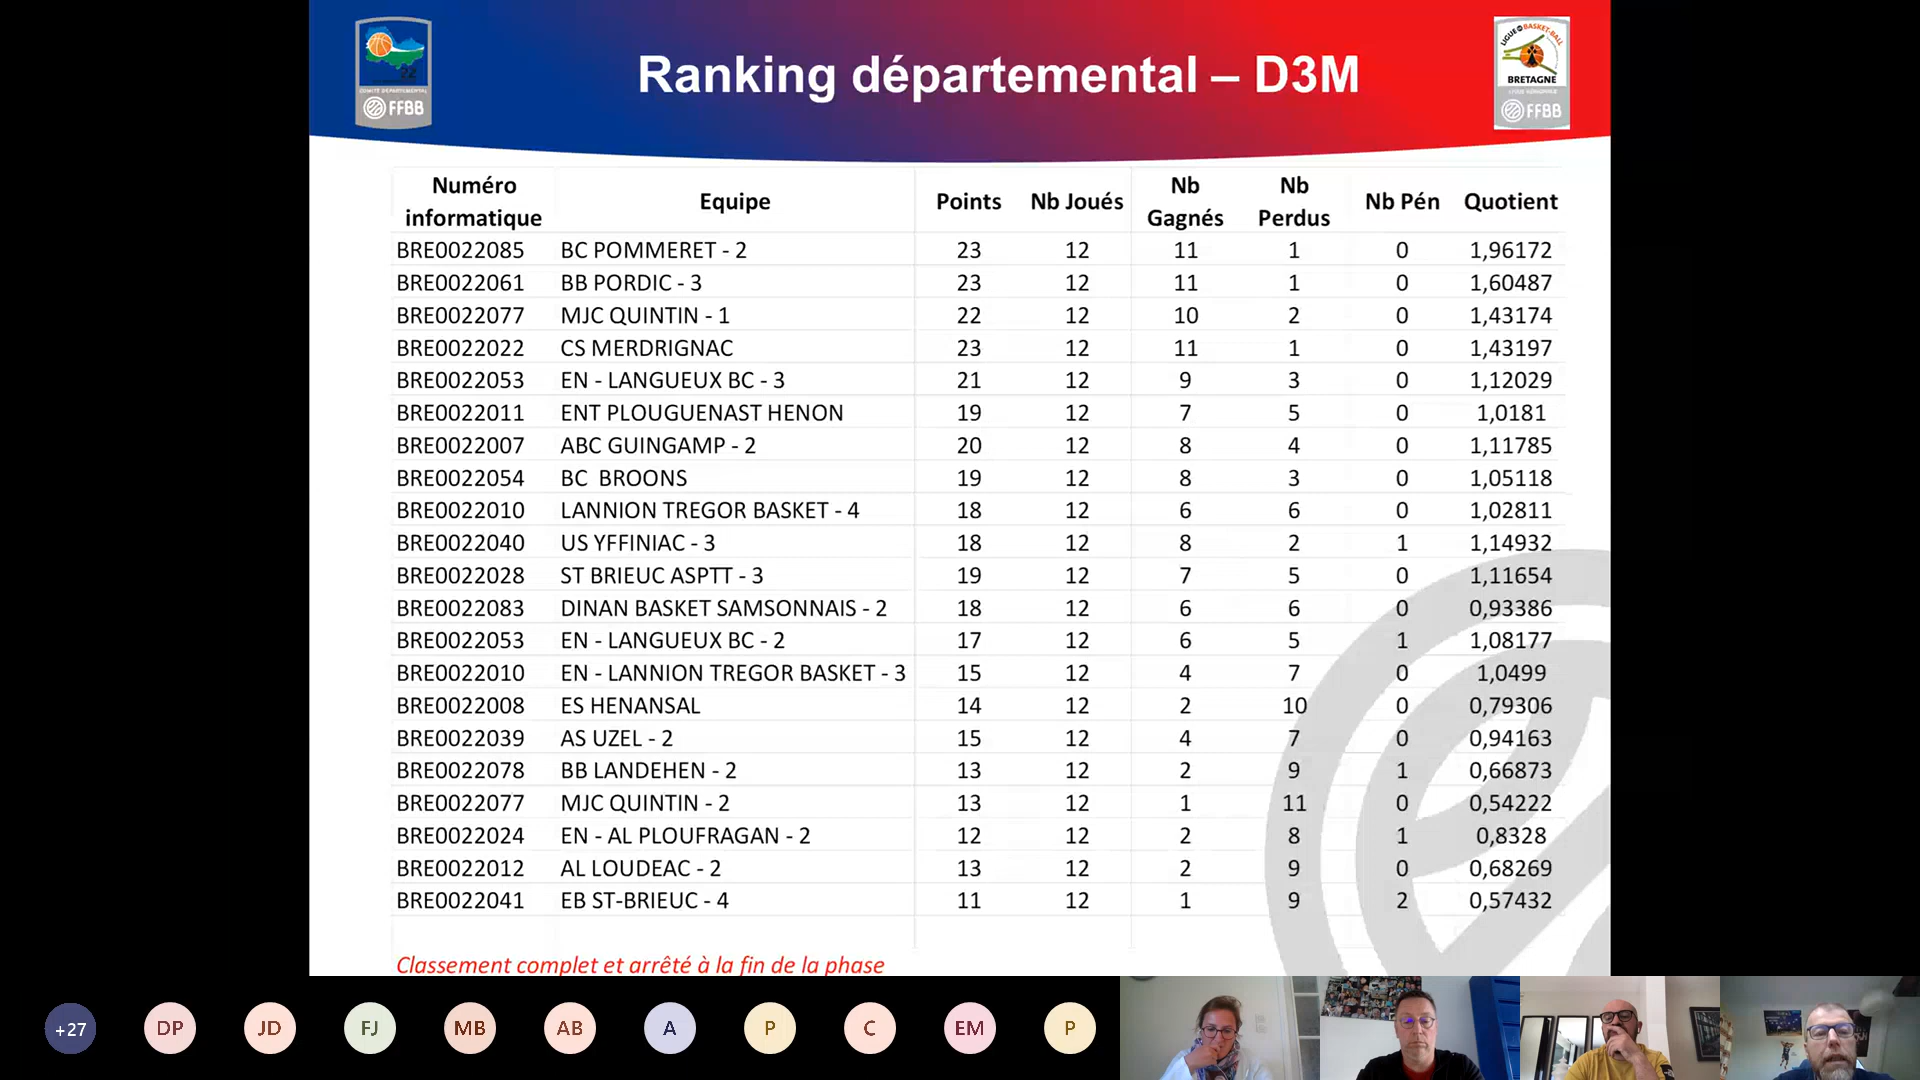 22
COMITÉ DÉPARTEMENTAL
FFBB
Ranking départemental – D3M
LIGUE DE BASKET-BALL
BRETAGNE
FFBB
Numéro informatique Equipe Points Nb Joués Nb Gagnés Nb Perdus Nb Pén Quotient
BRE0022085 BC POMMERET - 2 23 12 11 1 0 1,96172
BRE0022061 BB PORDIC - 3 23 12 11 1 0 1,60487
BRE0022077 MJC QUINTIN - 1 22 12 10 2 0 1,43174
BRE0022022 CS MERDRIGNAC 23 12 11 1 0 1,43197
BRE0022053 EN - LANGUEUX BC - 3 21 12 9 3 0 1,12029
BRE0022011 ENT PLOUGUENAST HENON 19 12 7 5 0 1,0181
BRE0022007 ABC GUINGAMP - 2 20 12 8 4 0 1,11785
BRE0022054 BC BROONS 19 12 8 3 0 1,05118
BRE0022010 LANNION TREGOR BASKET - 4 18 12 6 6 0 1,02811
BRE0022040 US YFFINIAC - 3 18 12 8 2 1 1,14932
BRE0022028 ST BRIEUC ASPTT - 3 19 12 7 5 0 1,11654
BRE0022083 DINAN BASKET SAMSONNAIS - 2 18 12 6 6 0 0,93386
BRE0022053 EN - LANGUEUX BC - 2 17 12 6 5 1 1,08177
BRE0022010 EN - LANNION TREGOR BASKET - 3 15 12 4 7 0 1,0499
BRE0022008 ES HENANSAL 14 12 2 10 0 0,79306
BRE0022039 AS UZEL - 2 15 12 4 7 0 0,94163
BRE0022078 BB LANDEHEN - 2 13 12 2 9 1 0,66873
BRE0022077 MJC QUINTIN - 2 13 12 1 11 0 0,54222
BRE0022024 EN - AL PLOUFRAGAN - 2 12 12 2 8 1 0,8328
BRE0022012 AL LOUDEAC - 2 13 12 2 9 0 0,68269
BRE0022041 EB ST-BRIEUC - 4 11 12 1 9 2 0,57432
Classement complet et arrêté à la fin de la phase
+27 DP JD FJ MB AB A P C EM P